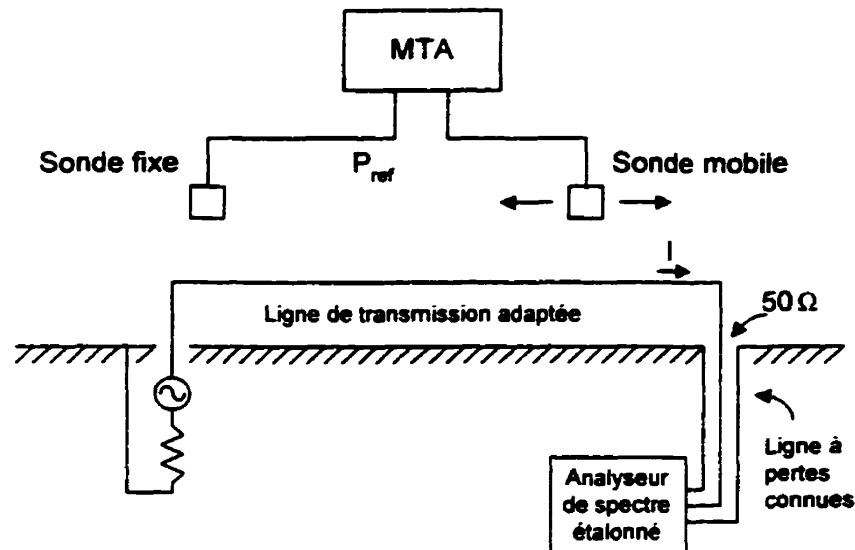 MTA
Sonde fixe
P_ref
Sonde mobile
I
Ligne de transmission adaptée
50 Ω
Analyseur
de spectre
étalonné
Ligne à
pertes
connues